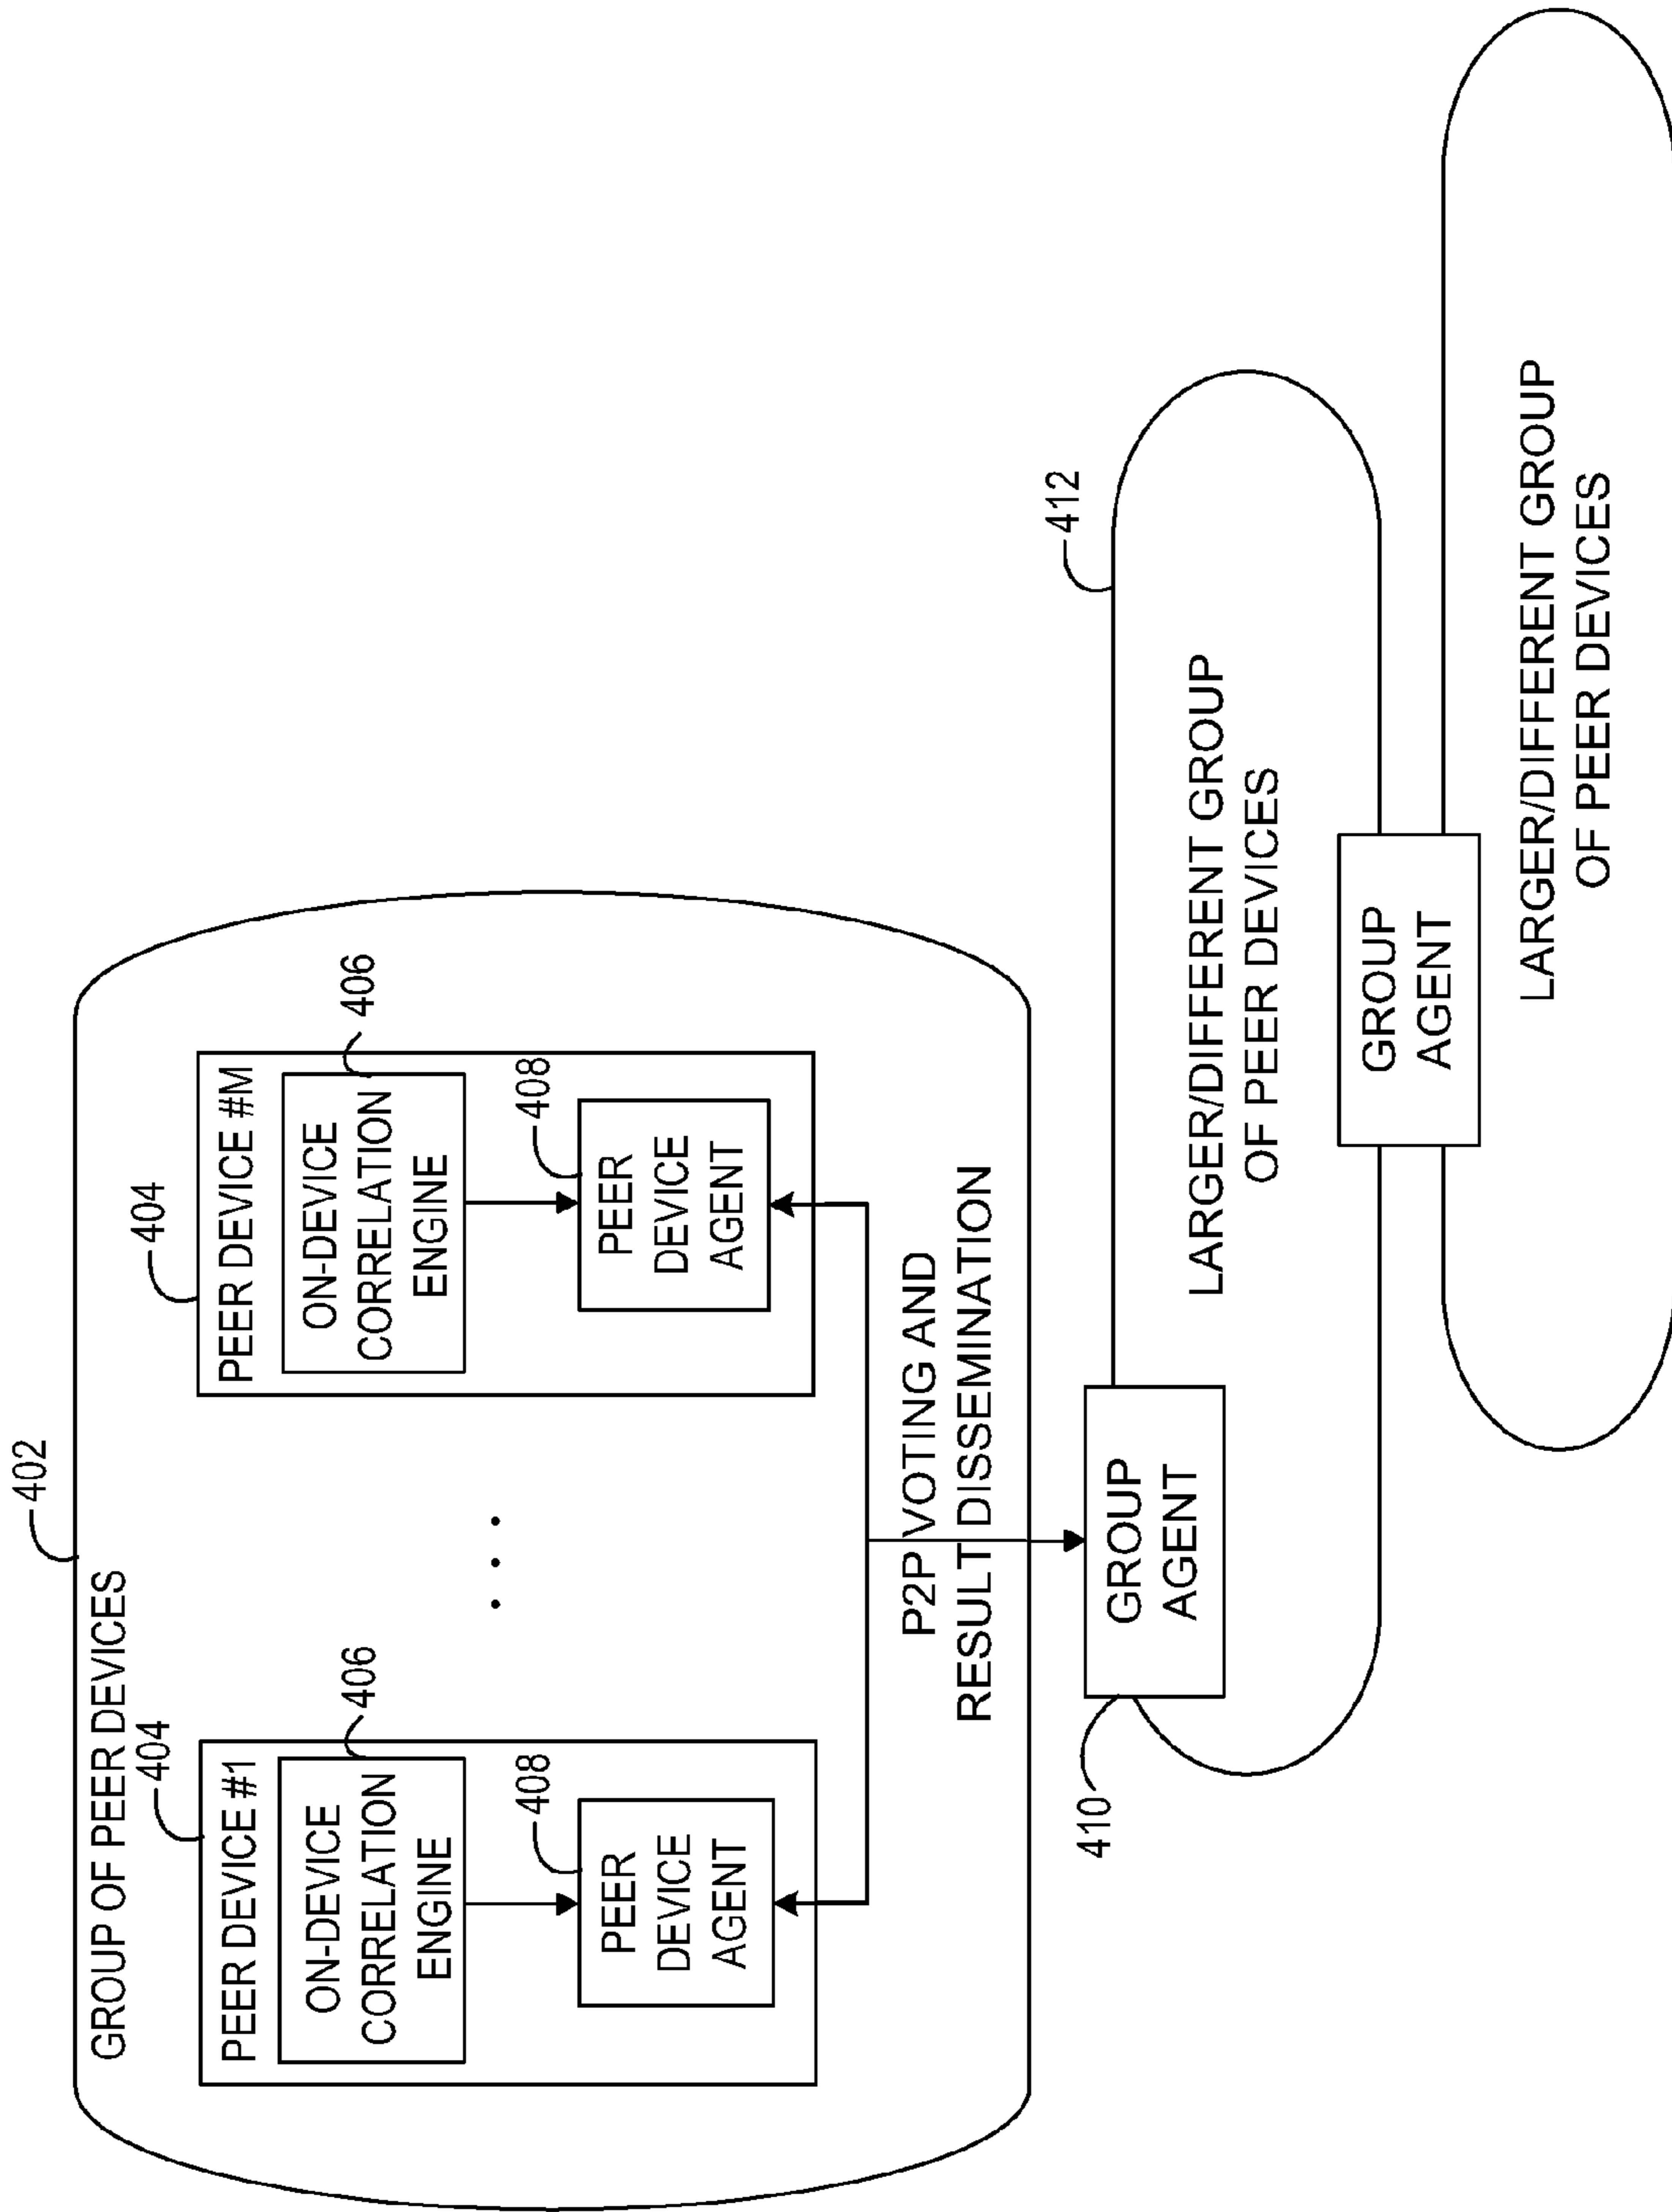 402
GROUP OF PEER DEVICES
404
PEER DEVICE #1
406
ON-DEVICE
CORRELATION
ENGINE
408
PEER
DEVICE
AGENT
. . .
404
PEER DEVICE #M
406
ON-DEVICE
CORRELATION
ENGINE
408
PEER
DEVICE
AGENT
P2P VOTING AND
RESULT DISSEMINATION
410
GROUP
AGENT
412
LARGER/DIFFERENT GROUP
OF PEER DEVICES
GROUP
AGENT
LARGER/DIFFERENT GROUP
OF PEER DEVICES